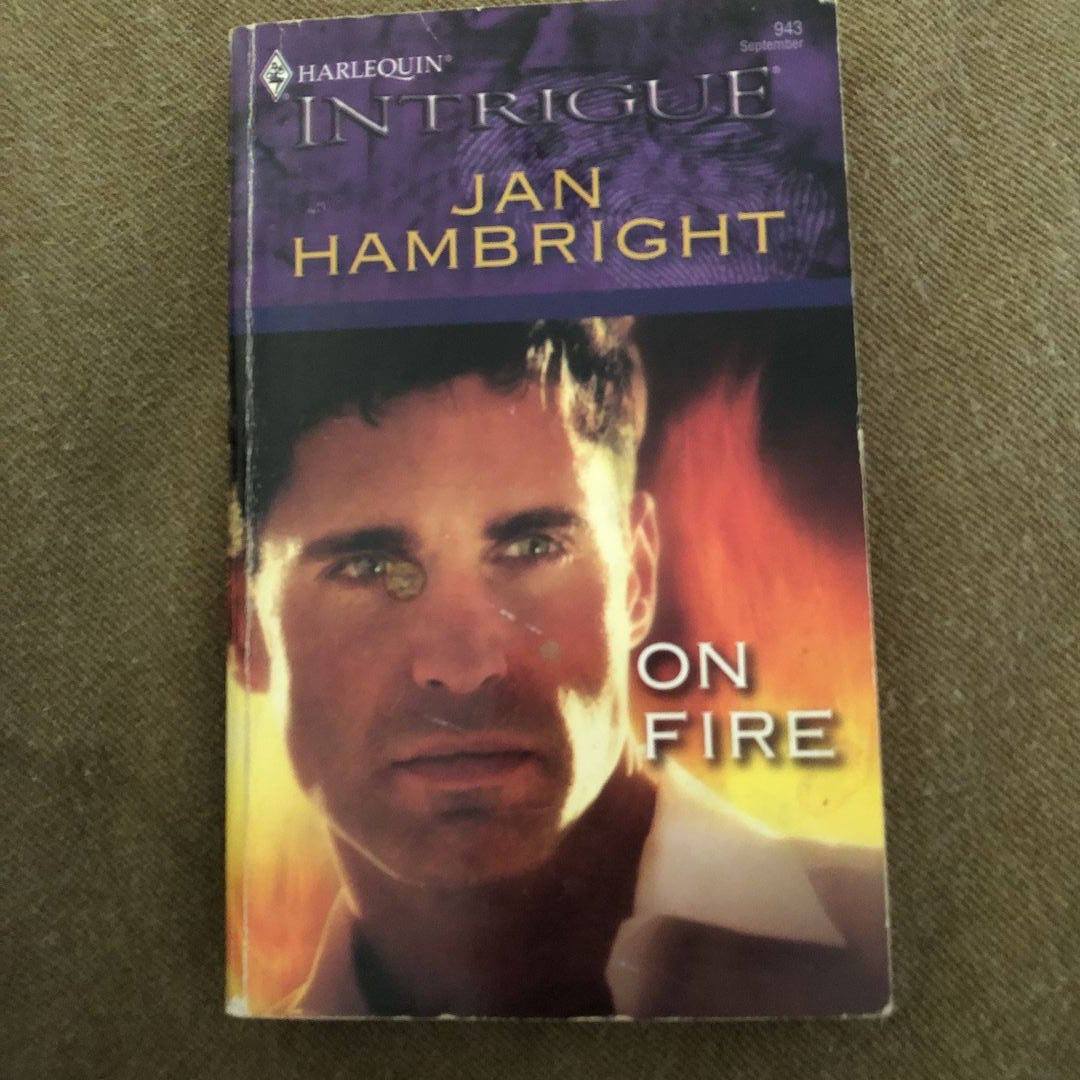 943
September
HARLEQUIN®
INTRIGUE®
JAN
HAMBRIGHT
ON
FIRE